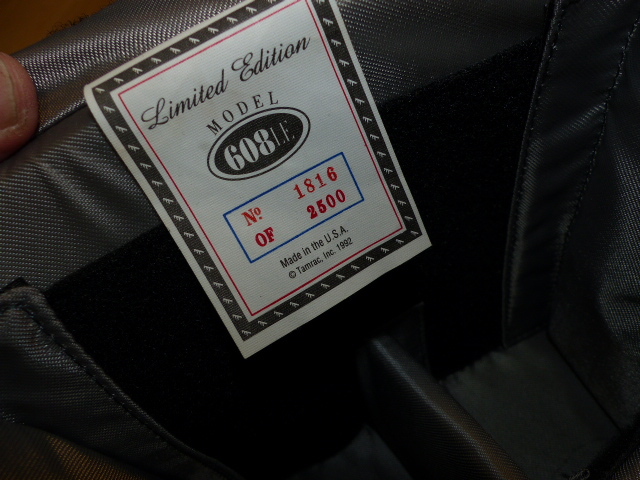 Limited Edition
MODEL
608LE
Nº 1816
OF 2500
Made in the U.S.A.
© Tamrac, Inc. 1992